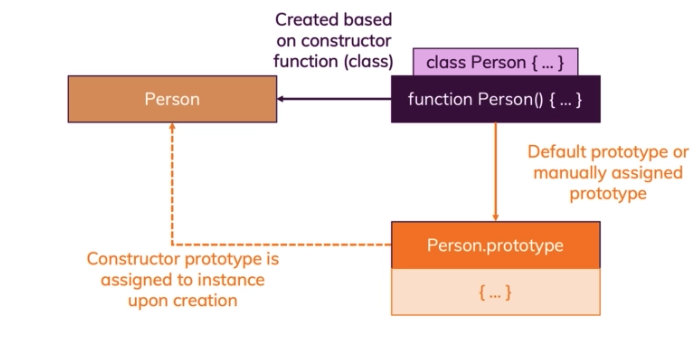 Created based
on constructor
function (class)
class Person { ... }
Person
function Person() { ... }
Default prototype or
manually assigned
prototype
Person.prototype
Constructor prototype is
assigned to instance
upon creation
{ ... }